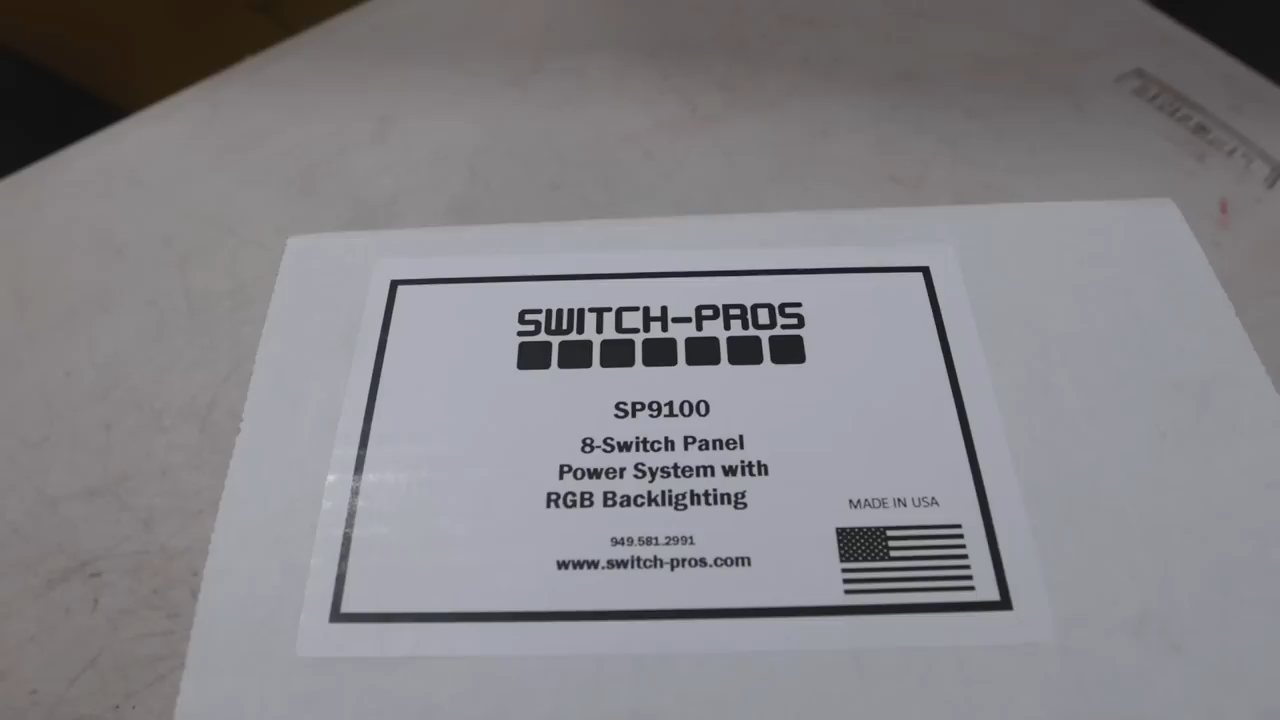 SWITCH-PROS
SP9100
8-Switch Panel
Power System with
RGB Backlighting
MADE IN USA
949.581.2991
www.switch-pros.com